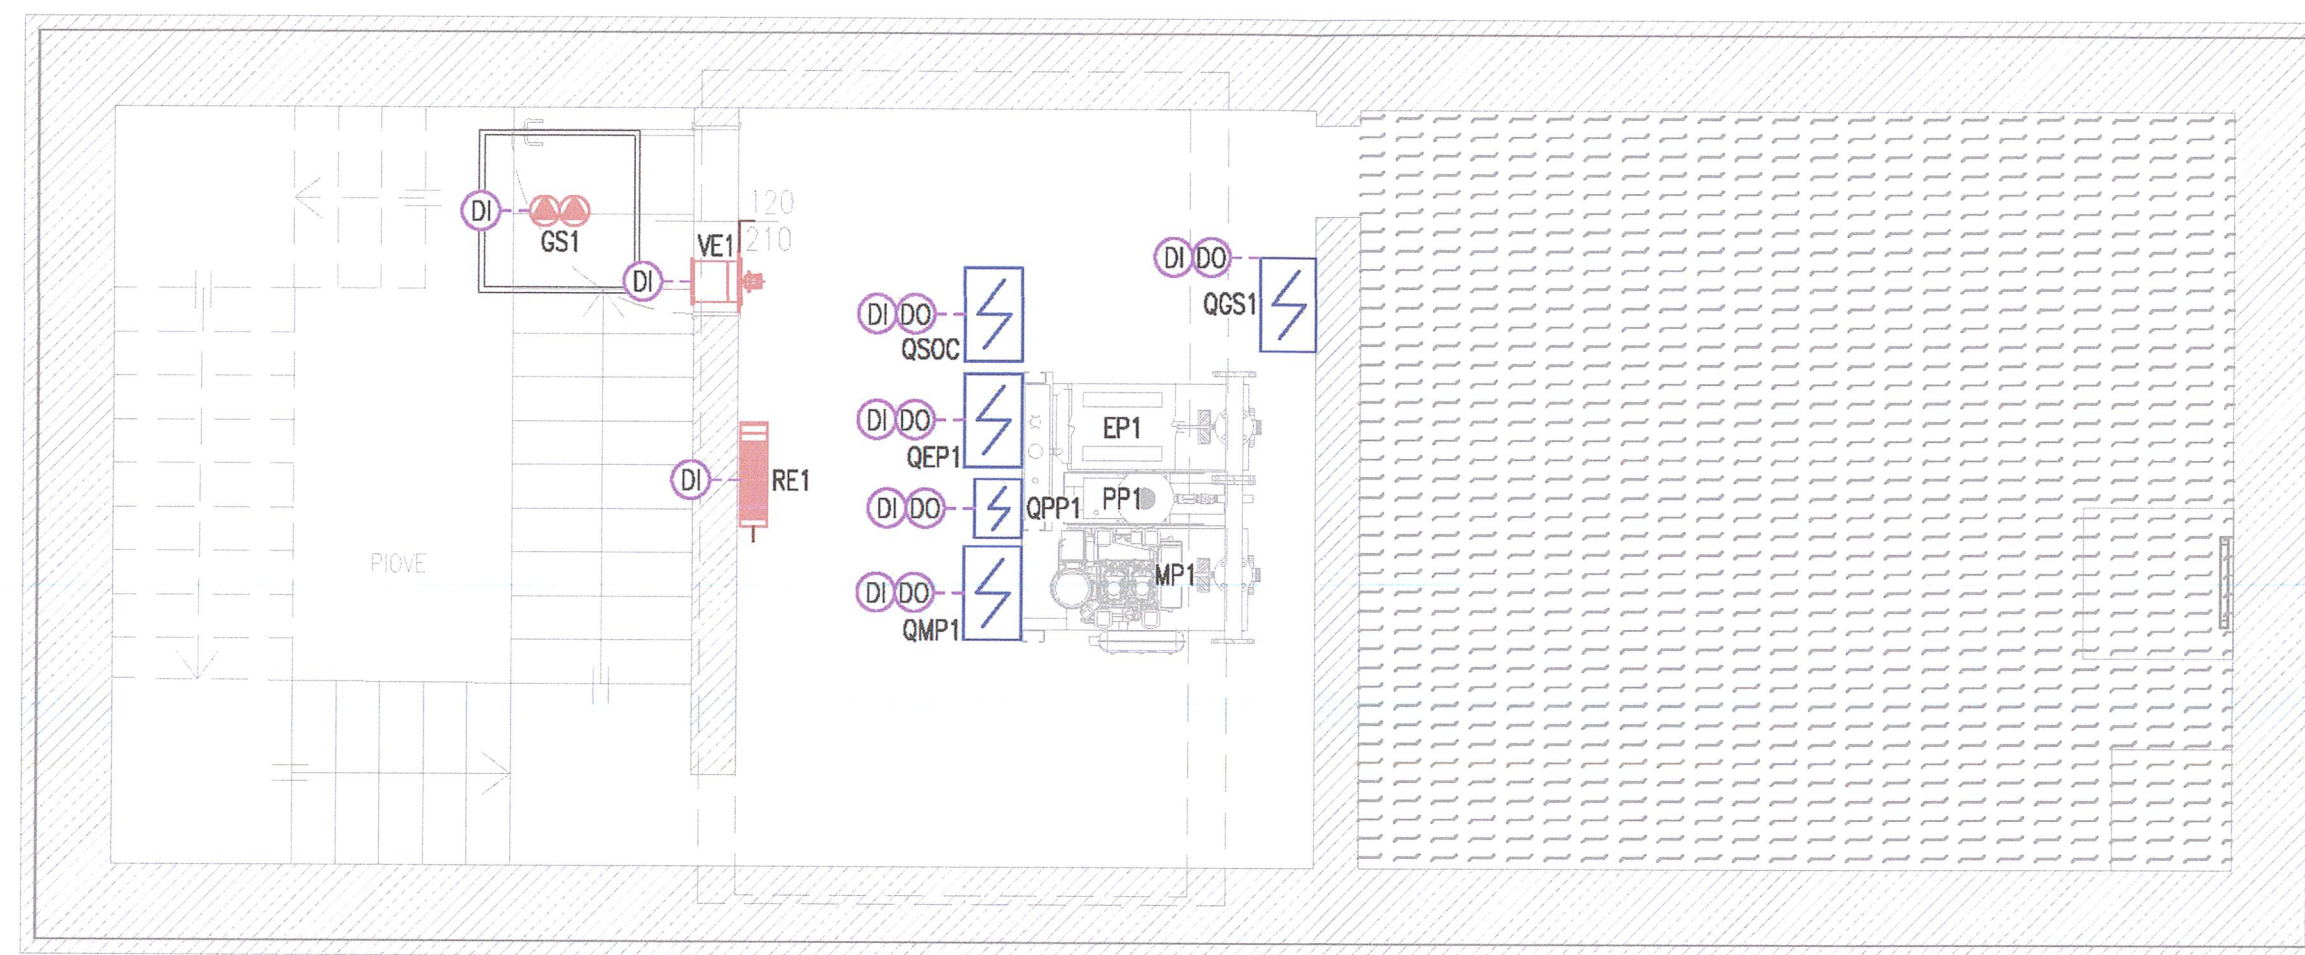 120
210
DI
GS1
VE1
DI
DI DO
QGS1
DI DO
QSOC
DI DO
QEP1
EP1
DI
RE1
DI DO
QPP1
PP1
PIOVE
DI DO
QMP1
MP1